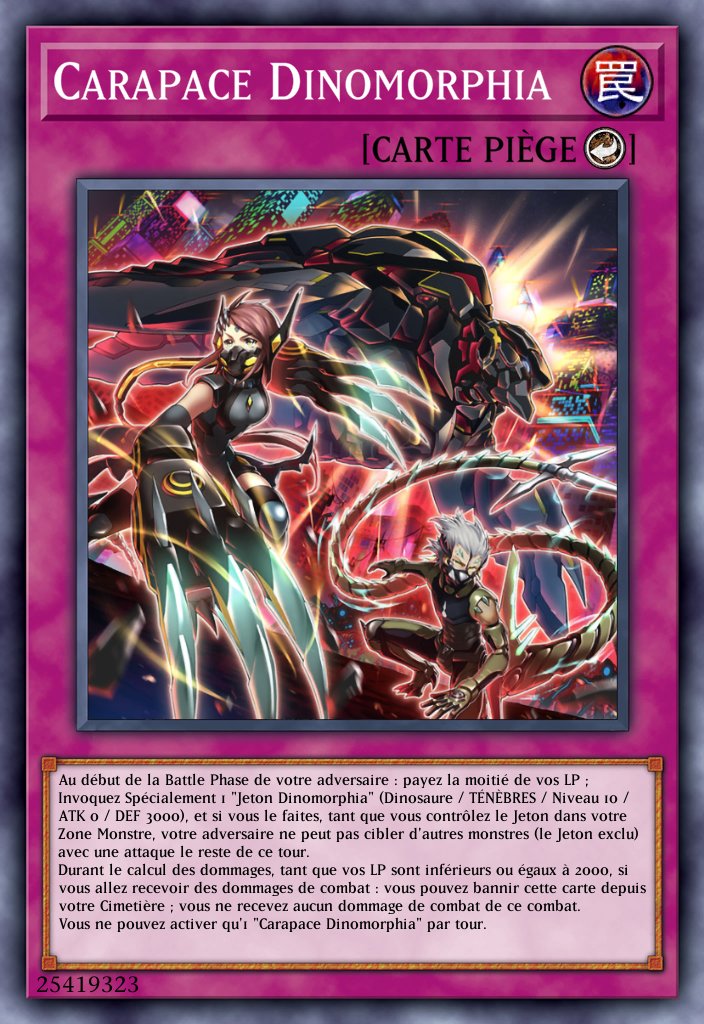 Carapace Dinomorphia
罠
[CARTE PIÈGE]
Au début de la Battle Phase de votre adversaire : payez la moitié de vos LP ;
Invoquez Spécialement 1 "Jeton Dinomorphia" (Dinosaure / TÉNÈBRES / Niveau 10 /
ATK 0 / DEF 3000), et si vous le faites, tant que vous contrôlez le Jeton dans votre
Zone Monstre, votre adversaire ne peut pas cibler d'autres monstres (le Jeton exclu)
avec une attaque le reste de ce tour.
Durant le calcul des dommages, tant que vos LP sont inférieurs ou égaux à 2000, si
vous allez recevoir des dommages de combat : vous pouvez bannir cette carte depuis
votre Cimetière ; vous ne recevez aucun dommage de combat de ce combat.
Vous ne pouvez activer qu'1 "Carapace Dinomorphia" par tour.
25419323